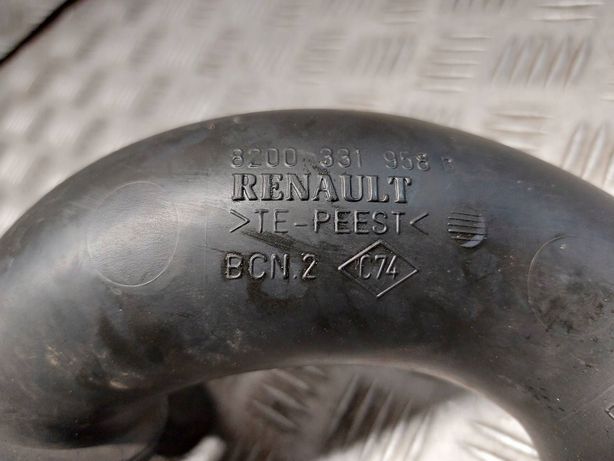 8200 331 958 B
RENAULT
>TE-PEEST<
BCN.2 C74